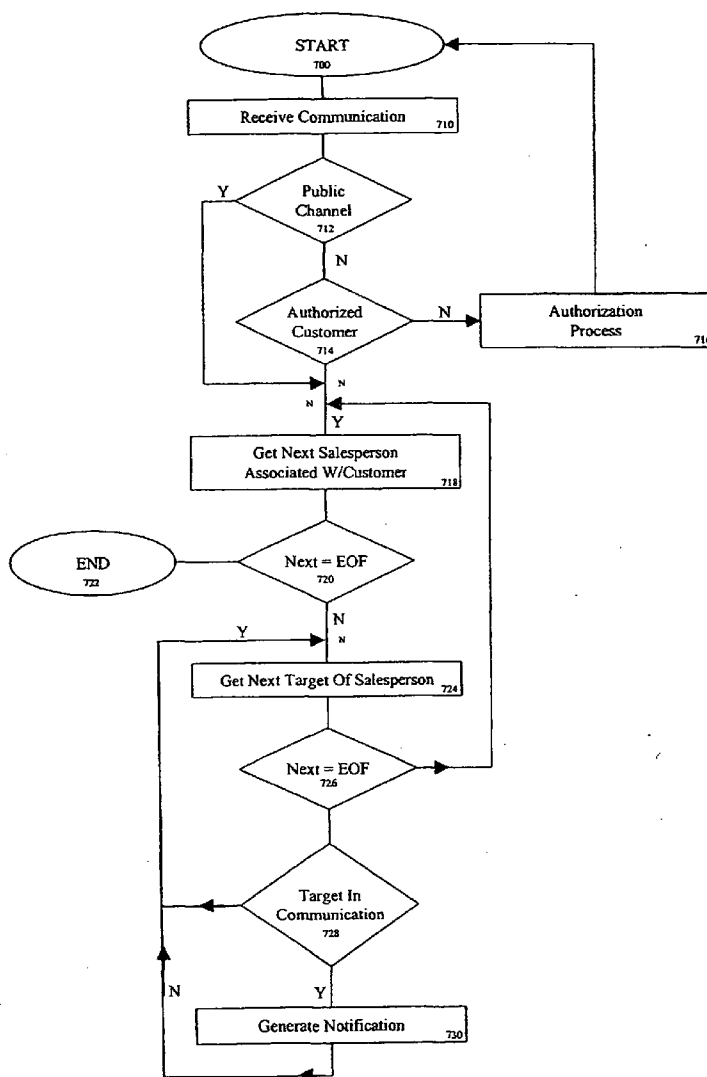 START
700
Receive Communication
710
Y
Public
Channel
712
N
Authorized
Customer
714
N
Authorization
Process
716
N
N
Y
Get Next Salesperson
Associated W/Customer
718
END
722
Next = EOF
720
N
Y
N
Get Next Target Of Salesperson
724
Next = EOF
726
Target In
Communication
728
N
Y
Generate Notification
730